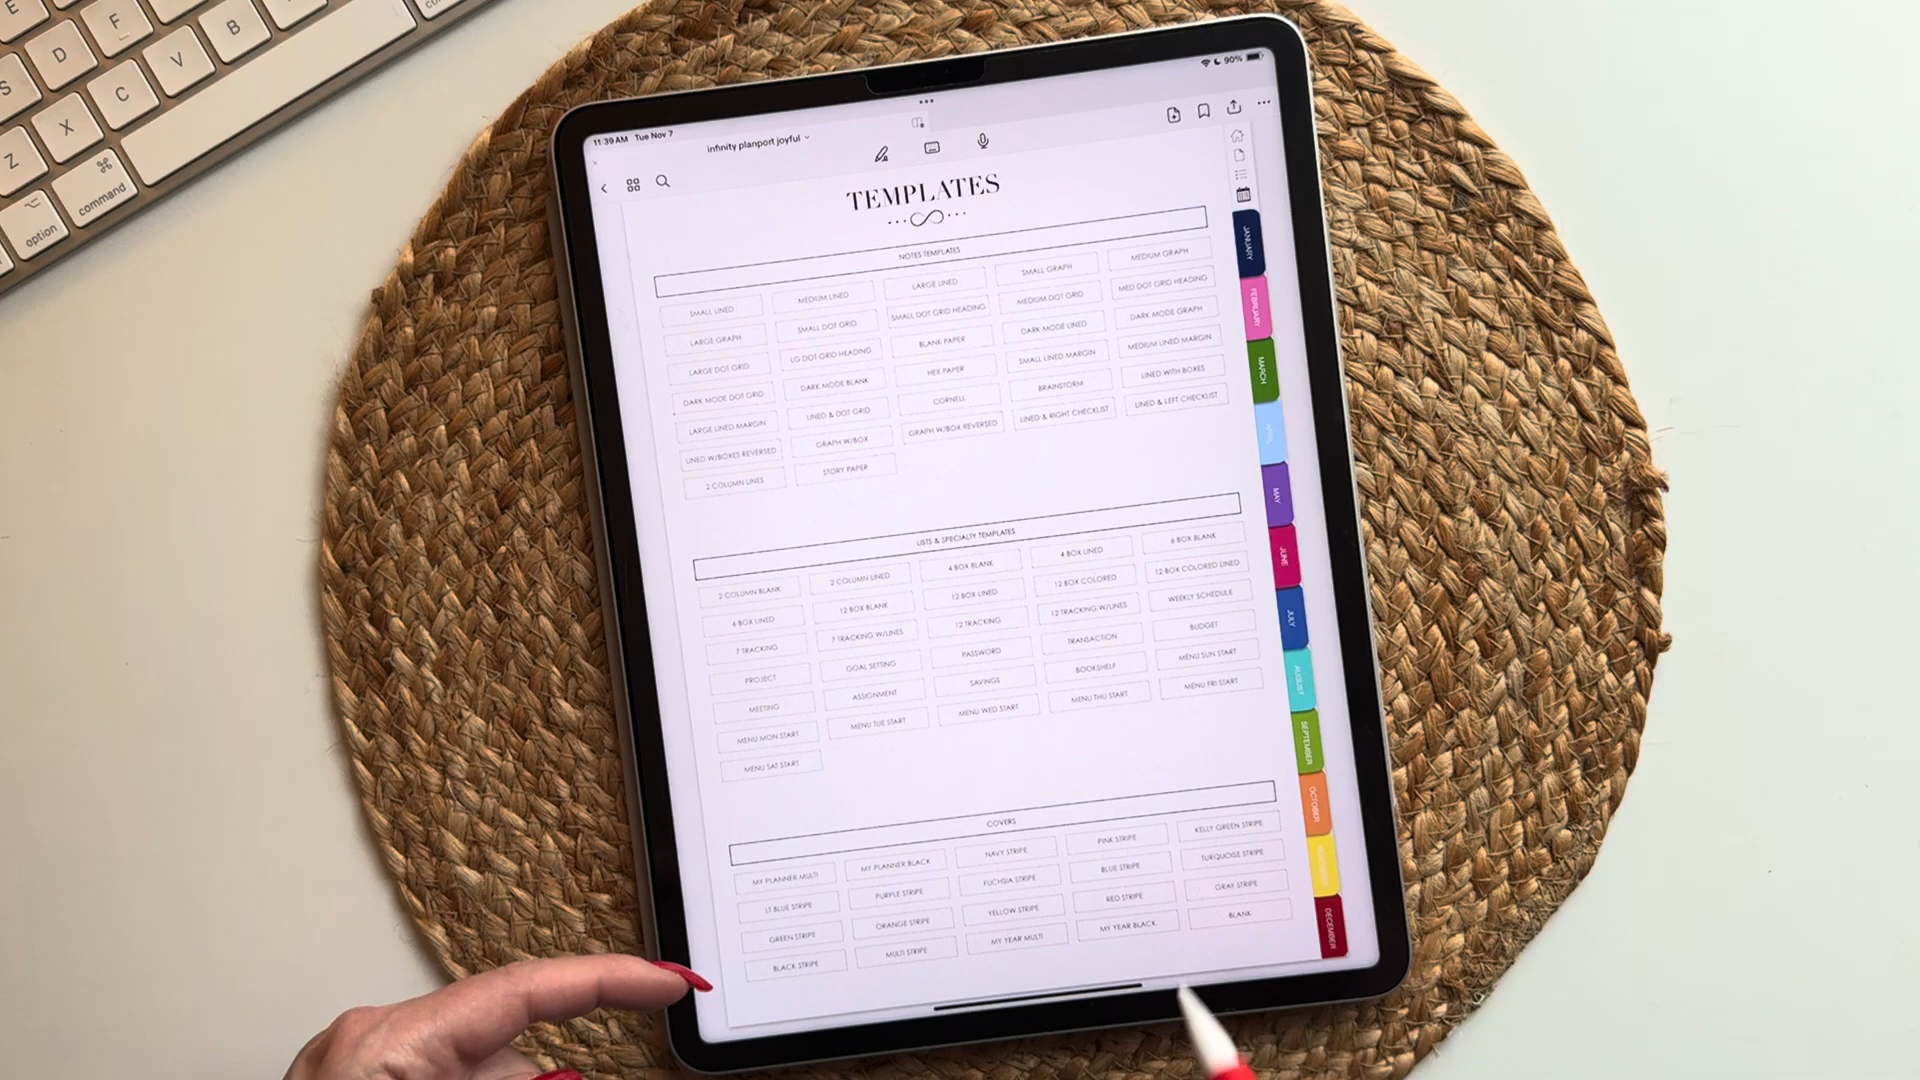 E
S D F
Z X C V B
option command
11:39 AM Tue Nov 7
90%
infinity planport joyful
TEMPLATES
NOTES TEMPLATES
SMALL LINED MEDIUM LINED LARGE LINED SMALL GRAPH MEDIUM GRAPH
LARGE GRAPH SMALL DOT GRID SMALL DOT GRID HEADING MEDIUM DOT GRID MED DOT GRID HEADING
LARGE DOT GRID LG DOT GRID HEADING BLANK PAPER DARK MODE LINED DARK MODE GRAPH
DARK MODE DOT GRID DARK MODE BLANK HEX PAPER SMALL LINED MARGIN MEDIUM LINED MARGIN
LARGE LINED MARGIN LINED & DOT GRID CORNELL BRAINSTORM LINED WITH BOXES
LINED W/BOXES REVERSED GRAPH W/BOX GRAPH W/BOX REVERSED LINED & RIGHT CHECKLIST LINED & LEFT CHECKLIST
2 COLUMN LINES STORY PAPER
LISTS & SPECIALTY TEMPLATES
2 COLUMN BLANK 2 COLUMN LINED 4 BOX BLANK 4 BOX LINED 6 BOX BLANK
6 BOX LINED 12 BOX BLANK 12 BOX LINED 12 BOX COLORED 12 BOX COLORED LINED
7 TRACKING 7 TRACKING W/LINES 12 TRACKING 12 TRACKING W/LINES WEEKLY SCHEDULE
PROJECT GOAL SETTING PASSWORD TRANSACTION BUDGET
MEETING ASSIGNMENT SAVINGS BOOKSHELF MENU SUN START
MENU MON START MENU TUE START MENU WED START MENU THU START MENU FRI START
MENU SAT START
COVERS
MY PLANNER MULTI MY PLANNER BLACK NAVY STRIPE PINK STRIPE KELLY GREEN STRIPE
LT BLUE STRIPE PURPLE STRIPE FUCHSIA STRIPE BLUE STRIPE TURQUOISE STRIPE
GREEN STRIPE ORANGE STRIPE YELLOW STRIPE RED STRIPE GRAY STRIPE
BLACK STRIPE MULTI STRIPE MY YEAR MULTI MY YEAR BLACK BLANK
JANUARY
FEBRUARY
MARCH
APRIL
MAY
JUNE
JULY
AUGUST
SEPTEMBER
OCTOBER
NOVEMBER
DECEMBER